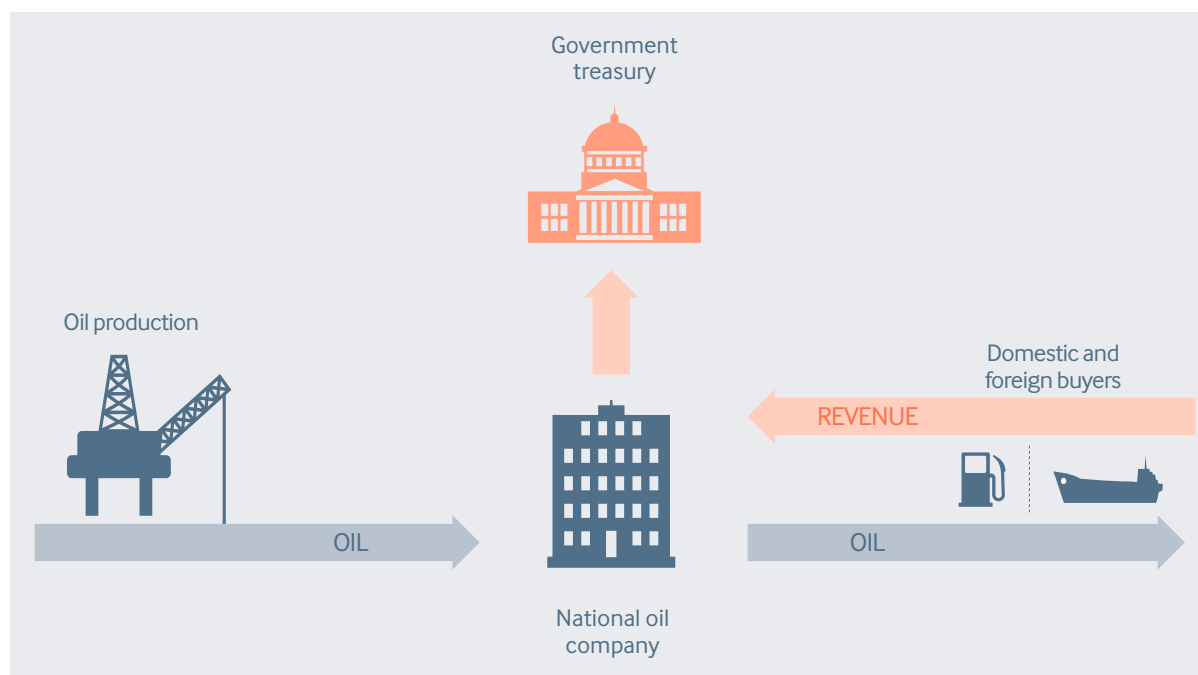 Government
treasury
Oil production
Domestic and
foreign buyers
REVENUE
OIL
OIL
National oil
company